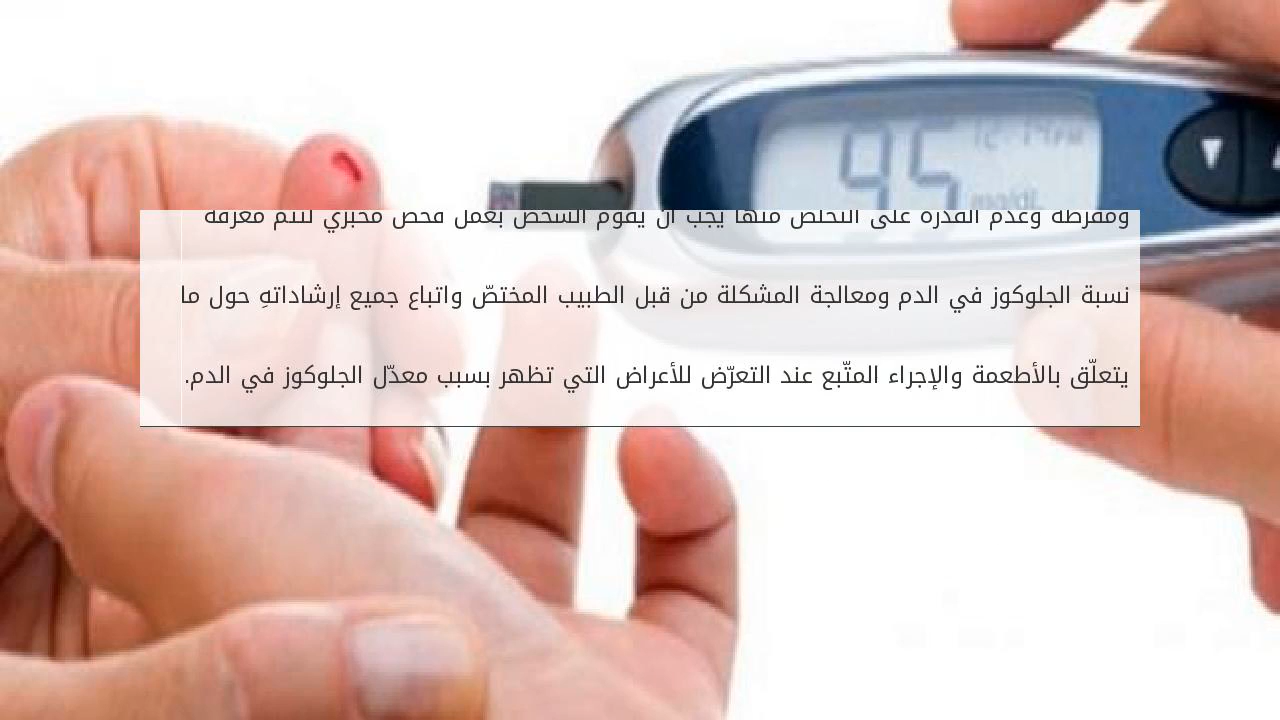 95
mg/dL
ومفرطة وعدم القدرة على التخلص منها يجب أن يقوم الشخص بعمل فحص مخبري لتتم معرفة
نسبة الجلوكوز في الدم ومعالجة المشكلة من قبل الطبيب المختصّ واتباع جميع إرشاداتهِ حول ما
يتعلّق بالأطعمة والإجراء المتّبع عند التعرّض للأعراض التي تظهر بسبب معدّل الجلوكوز في الدم.